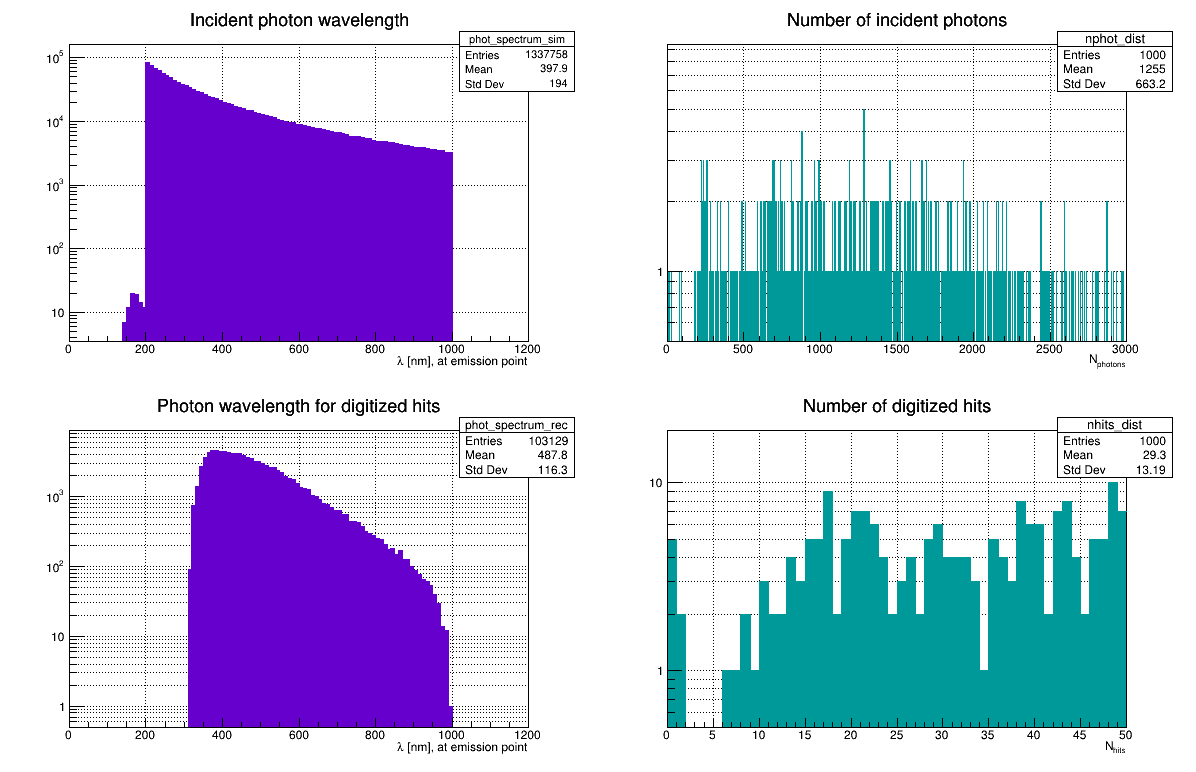 Incident photon wavelength
phot_spectrum_sim
Entries 1337758
Mean 397.9
Std Dev 194
10^5
10^4
10^3
10^2
10
0 200 400 600 800 1000 1200
λ [nm], at emission point
Number of incident photons
nphot_dist
Entries 1000
Mean 1255
Std Dev 663.2
1
0 500 1000 1500 2000 2500 3000
N_photons
Photon wavelength for digitized hits
phot_spectrum_rec
Entries 103129
Mean 487.8
Std Dev 116.3
10^3
10^2
10
1
0 200 400 600 800 1000 1200
λ [nm], at emission point
Number of digitized hits
nhits_dist
Entries 1000
Mean 29.3
Std Dev 13.19
10
1
0 5 10 15 20 25 30 35 40 45 50
N_hits